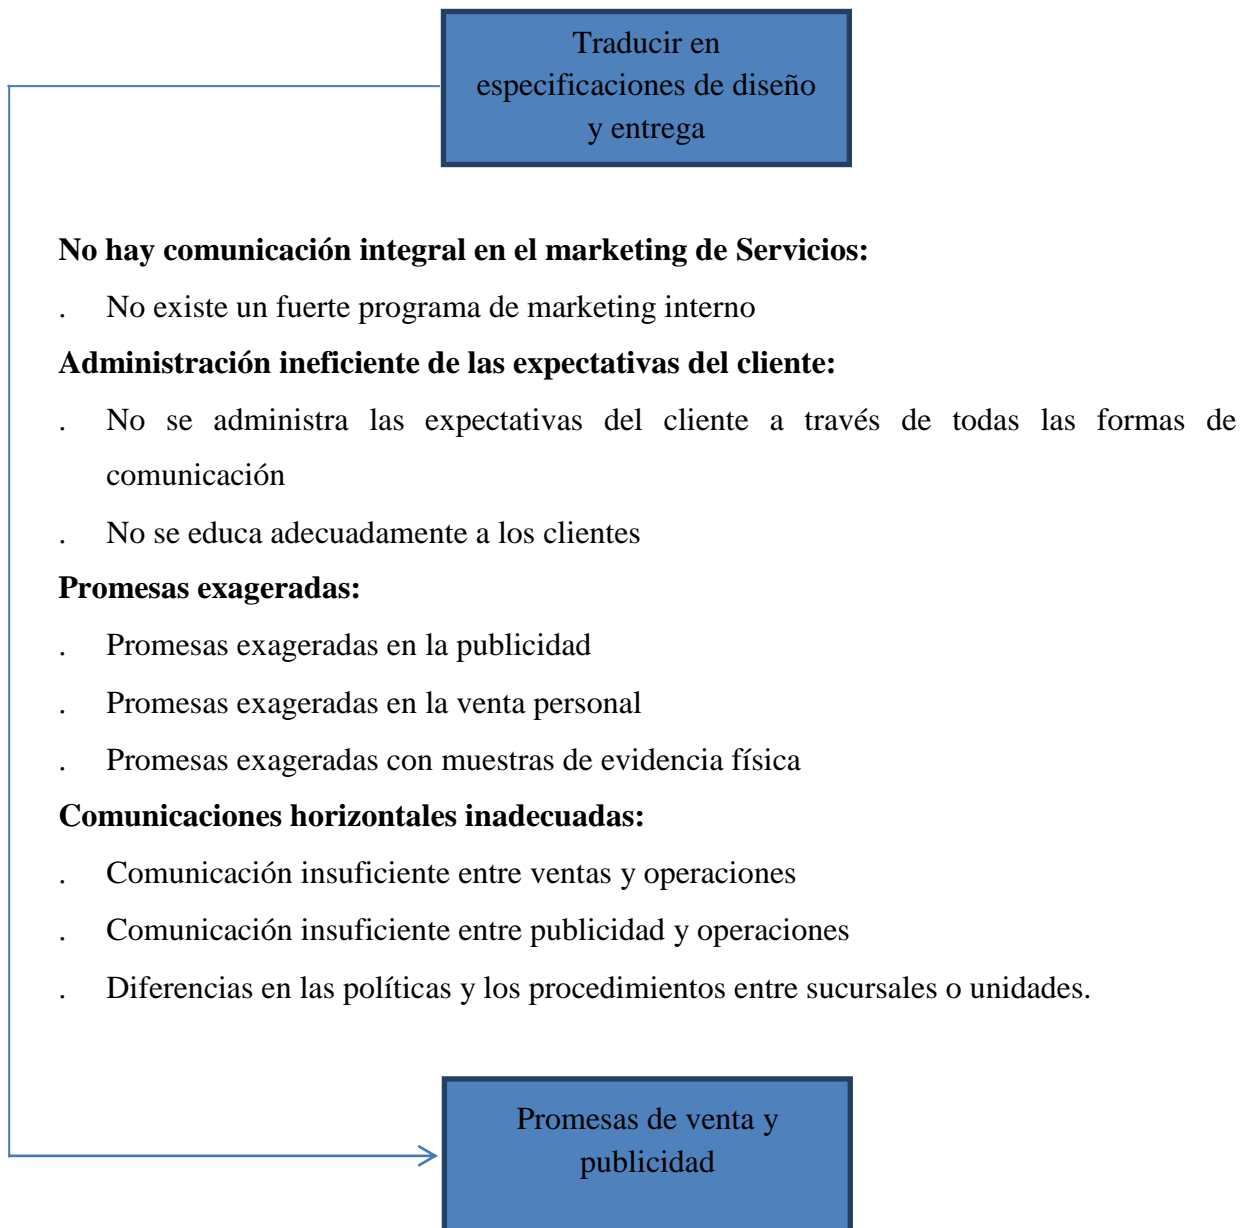 Traducir en
especificaciones de diseño
y entrega
No hay comunicación integral en el marketing de Servicios:
. No existe un fuerte programa de marketing interno
Administración ineficiente de las expectativas del cliente:
. No se administra las expectativas del cliente a través de todas las formas de
comunicación
. No se educa adecuadamente a los clientes
Promesas exageradas:
. Promesas exageradas en la publicidad
. Promesas exageradas en la venta personal
. Promesas exageradas con muestras de evidencia física
Comunicaciones horizontales inadecuadas:
. Comunicación insuficiente entre ventas y operaciones
. Comunicación insuficiente entre publicidad y operaciones
. Diferencias en las políticas y los procedimientos entre sucursales o unidades.
Promesas de venta y
publicidad